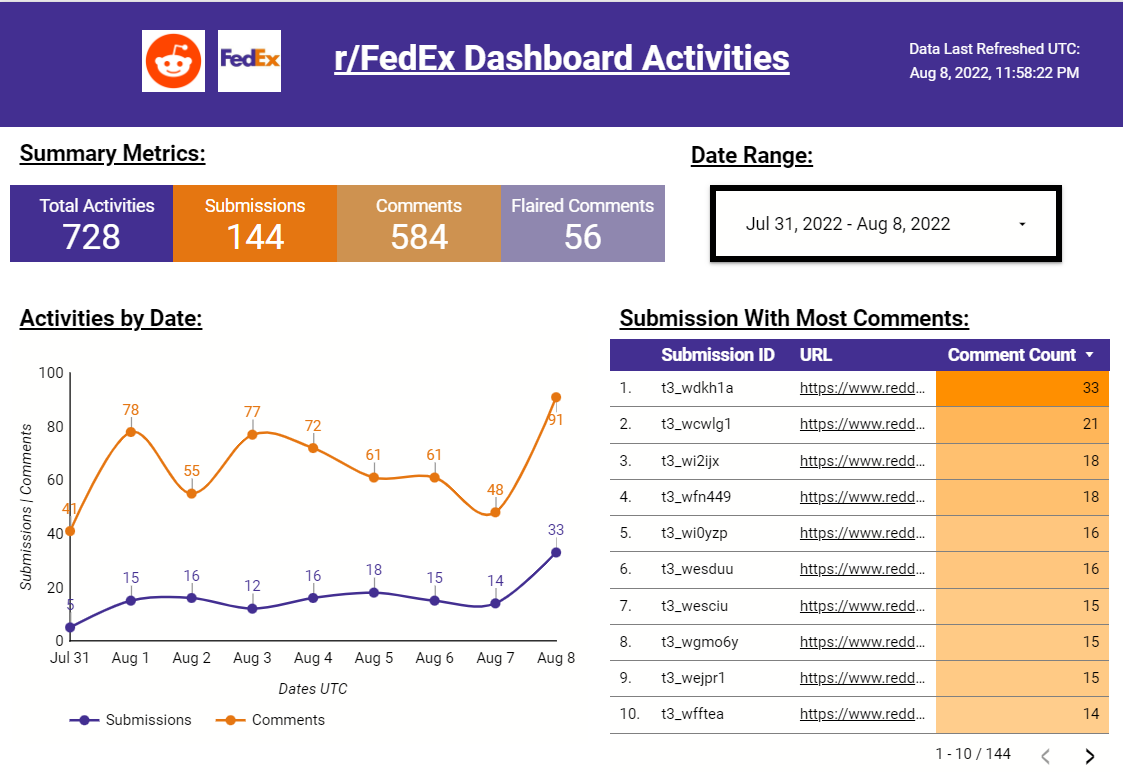 FedEx
r/FedEx Dashboard Activities
Data Last Refreshed UTC:
Aug 8, 2022, 11:58:22 PM
Summary Metrics:
Total Activities
728
Submissions
144
Comments
584
Flaired Comments
56
Date Range:
Jul 31, 2022 - Aug 8, 2022
Activities by Date:
Submissions | Comments
100
80
60
40
20
0
41
78
55
77
72
61
61
48
91
5
15
16
12
16
18
15
14
33
Jul 31 Aug 1 Aug 2 Aug 3 Aug 4 Aug 5 Aug 6 Aug 7 Aug 8
Dates UTC
Submissions Comments
Submission With Most Comments:
Submission ID URL Comment Count
1. t3_wdkh1a https://www.redd... 33
2. t3_wcwlg1 https://www.redd... 21
3. t3_wi2ijx https://www.redd... 18
4. t3_wfn449 https://www.redd... 18
5. t3_wi0yzp https://www.redd... 16
6. t3_wesduu https://www.redd... 16
7. t3_wesciu https://www.redd... 15
8. t3_wgmo6y https://www.redd... 15
9. t3_wejpr1 https://www.redd... 15
10. t3_wfftea https://www.redd... 14
1 - 10 / 144